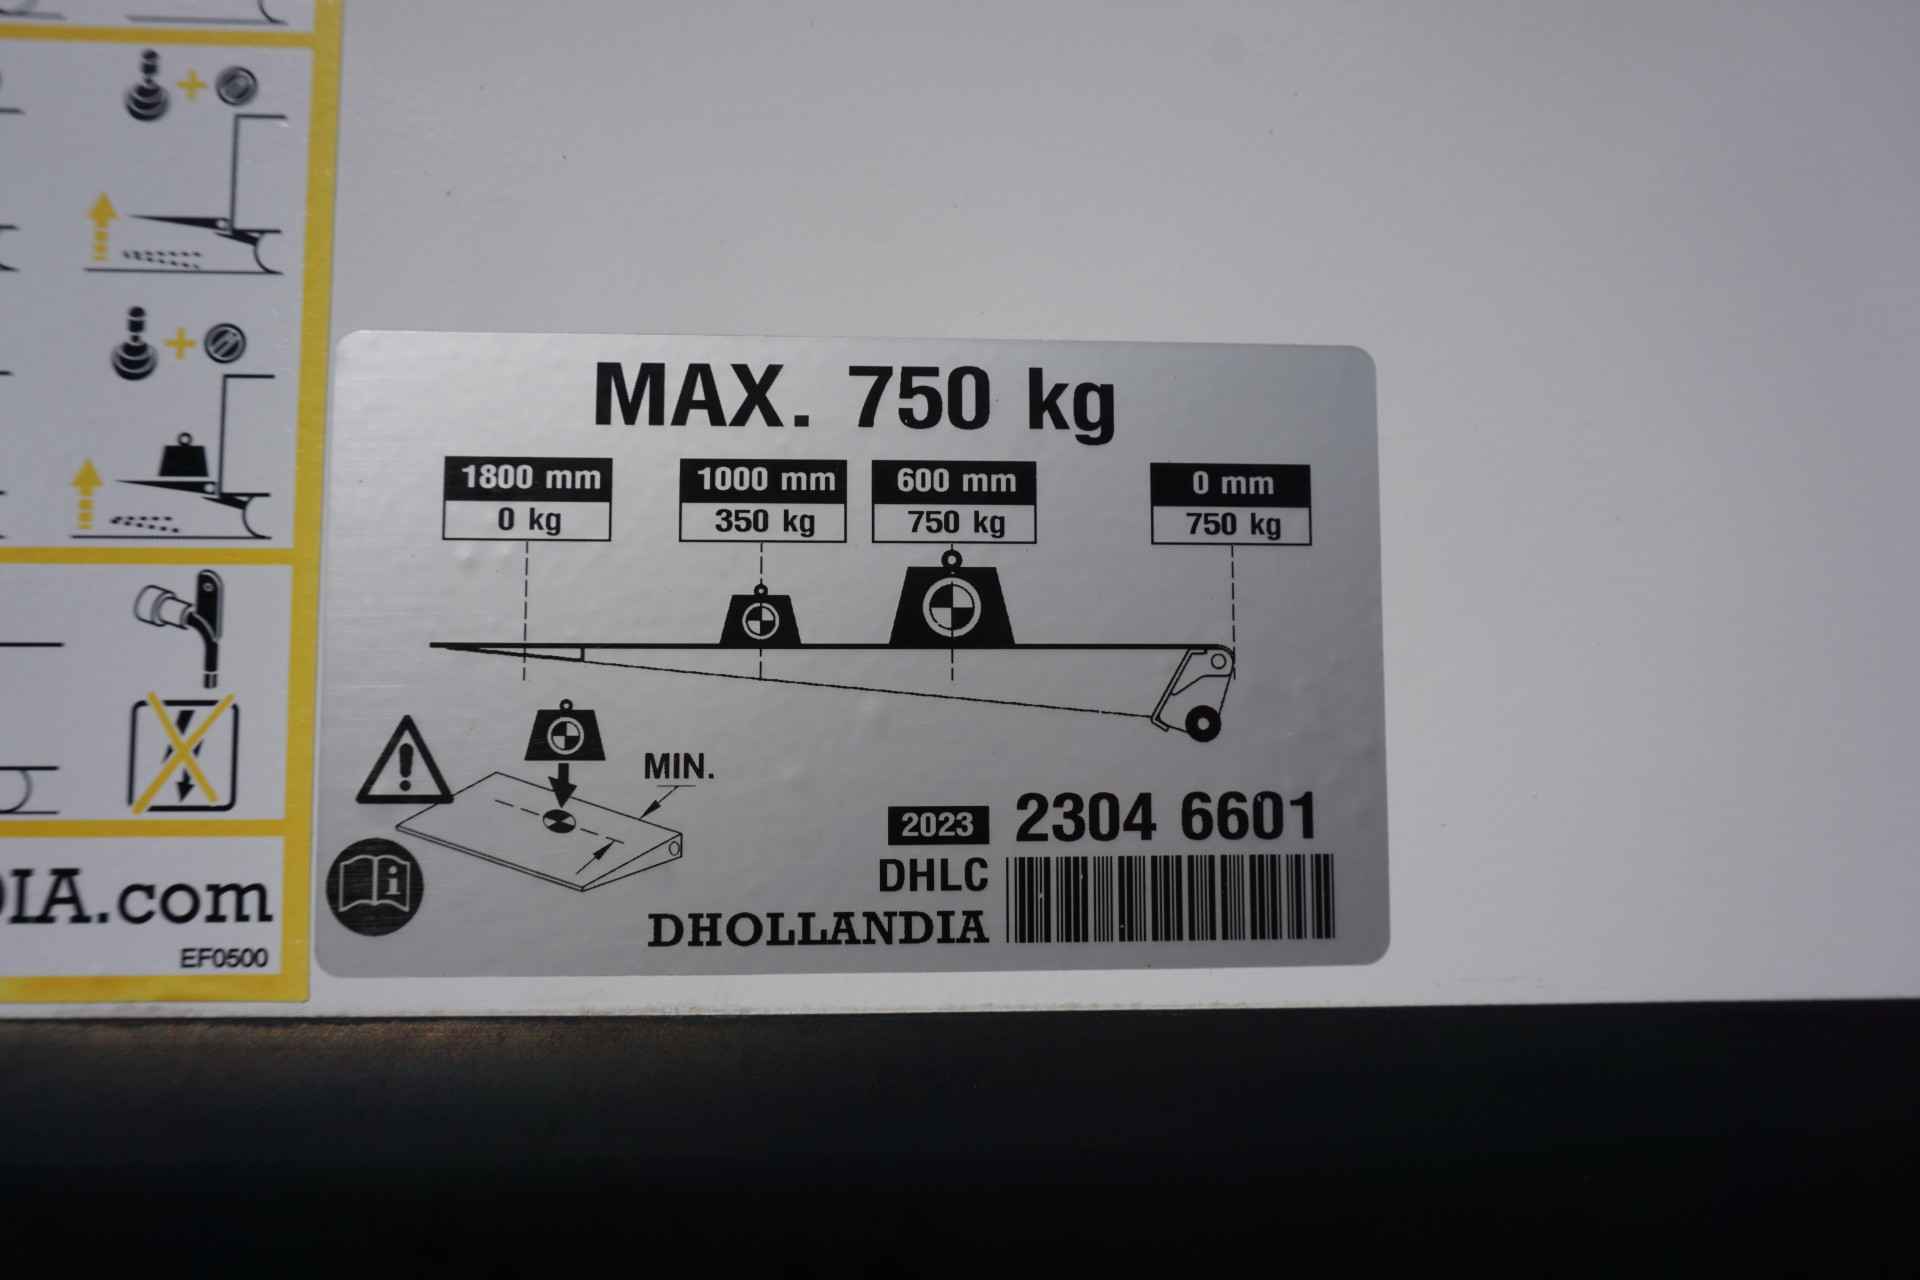 MAX. 750 kg
1800 mm
0 kg
1000 mm
350 kg
600 mm
750 kg
0 mm
750 kg
MIN.
2023 2304 6601
DHLC
DHOLLANDIA
.com
EF0500